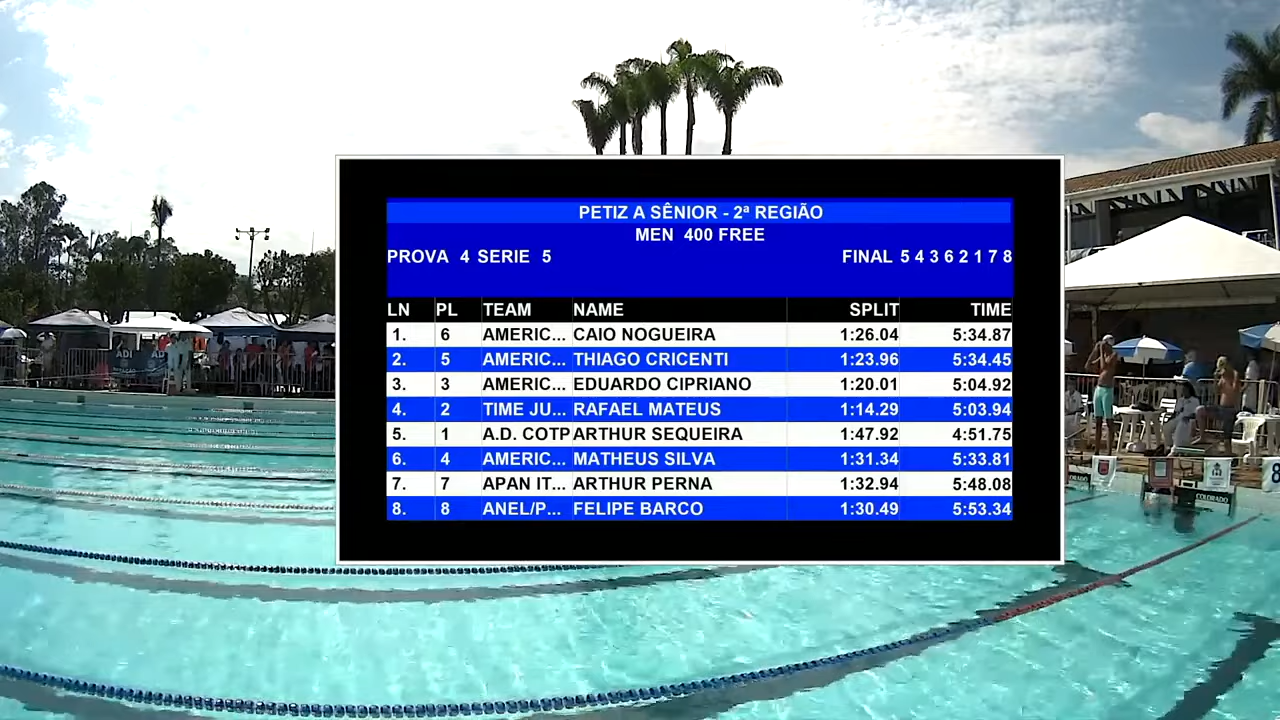 PETIZ A SÊNIOR - 2ª REGIÃO
MEN 400 FREE
PROVA 4 SERIE 5 FINAL 5 4 3 6 2 1 7 8
LN PL TEAM NAME SPLIT TIME
1. 6 AMERIC... CAIO NOGUEIRA 1:26.04 5:34.87
2. 5 AMERIC... THIAGO CRICENTI 1:23.96 5:34.45
3. 3 AMERIC... EDUARDO CIPRIANO 1:20.01 5:04.92
4. 2 TIME JU... RAFAEL MATEUS 1:14.29 5:03.94
5. 1 A.D. COTP ARTHUR SEQUEIRA 1:47.92 4:51.75
6. 4 AMERIC... MATHEUS SILVA 1:31.34 5:33.81
7. 7 APAN IT... ARTHUR PERNA 1:32.94 5:48.08
8. 8 ANEL/P... FELIPE BARCO 1:30.49 5:53.34
ADI
COLORADO
8